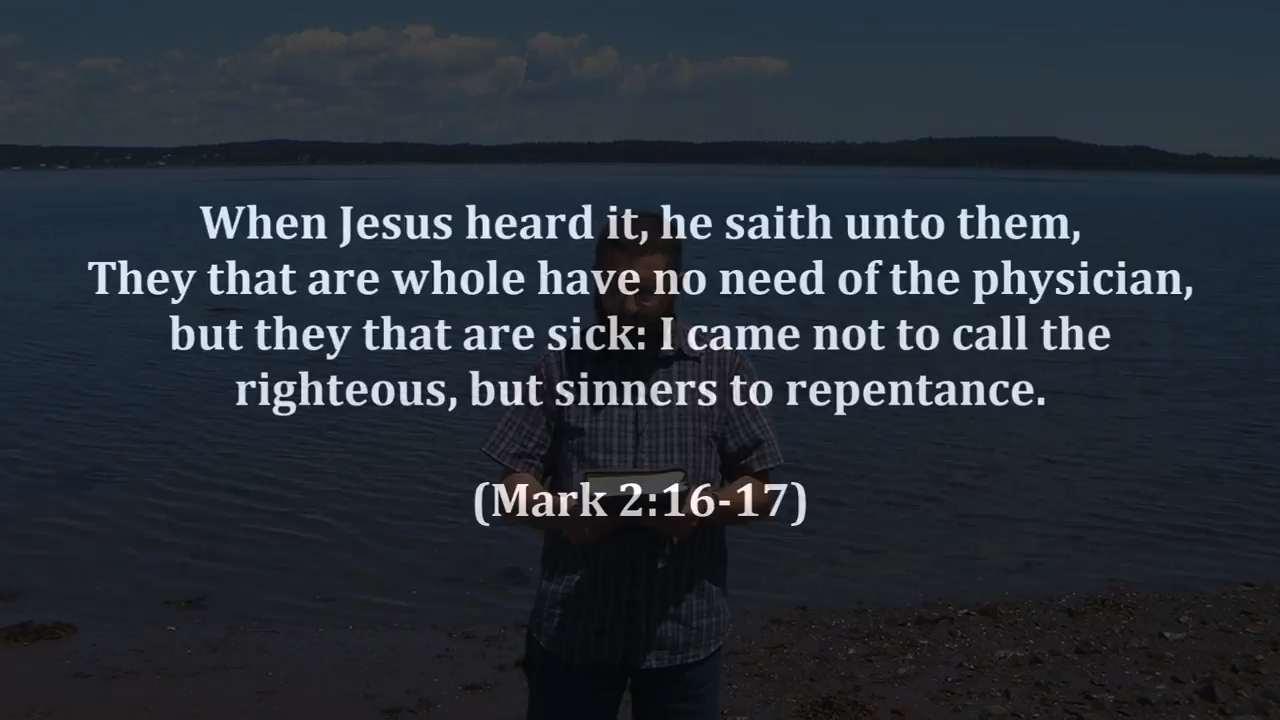 When Jesus heard it, he saith unto them,
They that are whole have no need of the physician,
but they that are sick: I came not to call the
righteous, but sinners to repentance.
(Mark 2:16-17)